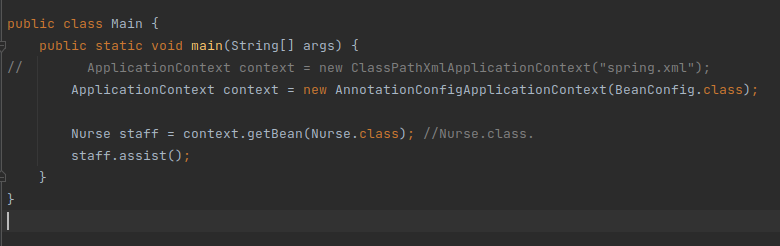 public class Main {
    public static void main(String[] args) {
//      ApplicationContext context = new ClassPathXmlApplicationContext("spring.xml");
        ApplicationContext context = new AnnotationConfigApplicationContext(BeanConfig.class);
        Nurse staff = context.getBean(Nurse.class); //Nurse.class.
        staff.assist();
    }
}